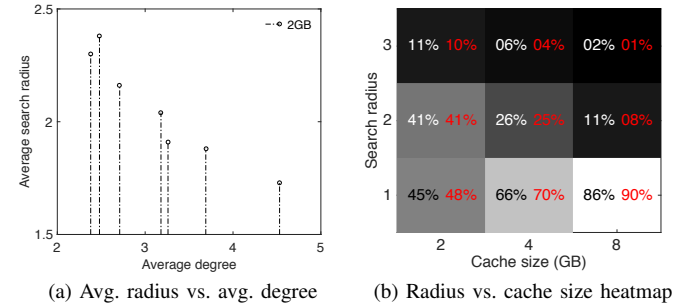 2GB
2.5
2
1.5
Average search radius
2 3 4 5
Average degree
(a) Avg. radius vs. avg. degree
Search radius
3 11% 10% 06% 04% 02% 01%
2 41% 41% 26% 25% 11% 08%
1 45% 48% 66% 70% 86% 90%
2 4 8
Cache size (GB)
(b) Radius vs. cache size heatmap